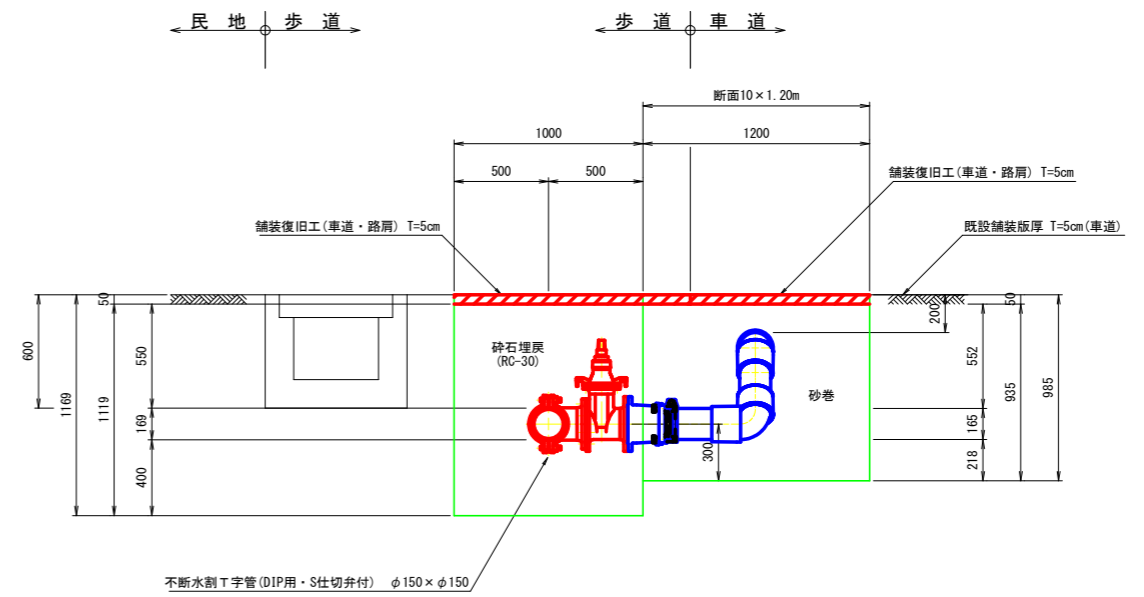 民 地 歩 道
歩 道 車 道
断面10×1.20m
1000
1200
500
500
舗装復旧工(車道・路肩) T=5cm
舗装復旧工(車道・路肩) T=5cm
既設舗装版厚 T=5cm(車道)
600
1169
50
1119
550
169
400
砕石埋戻
(RC-30)
砂巻
300
200
50
552
165
218
935
985
不断水割T字管(DIP用・S仕切弁付) φ150×φ150